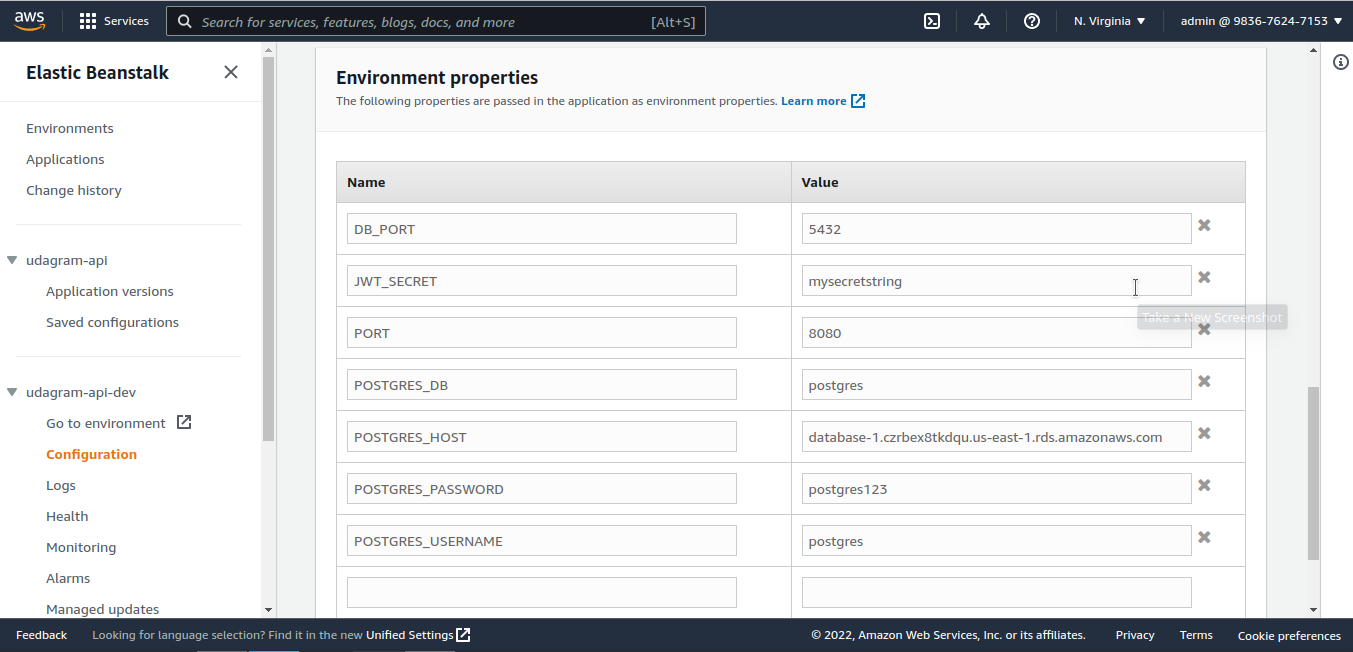 aws Services Search for services, features, blogs, docs, and more [Alt+S] N. Virginia admin @ 9836-7624-7153
Elastic Beanstalk
Environments
Applications
Change history
udagram-api
Application versions
Saved configurations
udagram-api-dev
Go to environment
Configuration
Logs
Health
Monitoring
Alarms
Managed updates
Environment properties
The following properties are passed in the application as environment properties. Learn more
Name Value
DB_PORT 5432
JWT_SECRET mysecretstring
Take a New Screenshot
PORT 8080
POSTGRES_DB postgres
POSTGRES_HOST database-1.czrbex8tkdqu.us-east-1.rds.amazonaws.com
POSTGRES_PASSWORD postgres123
POSTGRES_USERNAME postgres
Feedback Looking for language selection? Find it in the new Unified Settings © 2022, Amazon Web Services, Inc. or its affiliates. Privacy Terms Cookie preferences